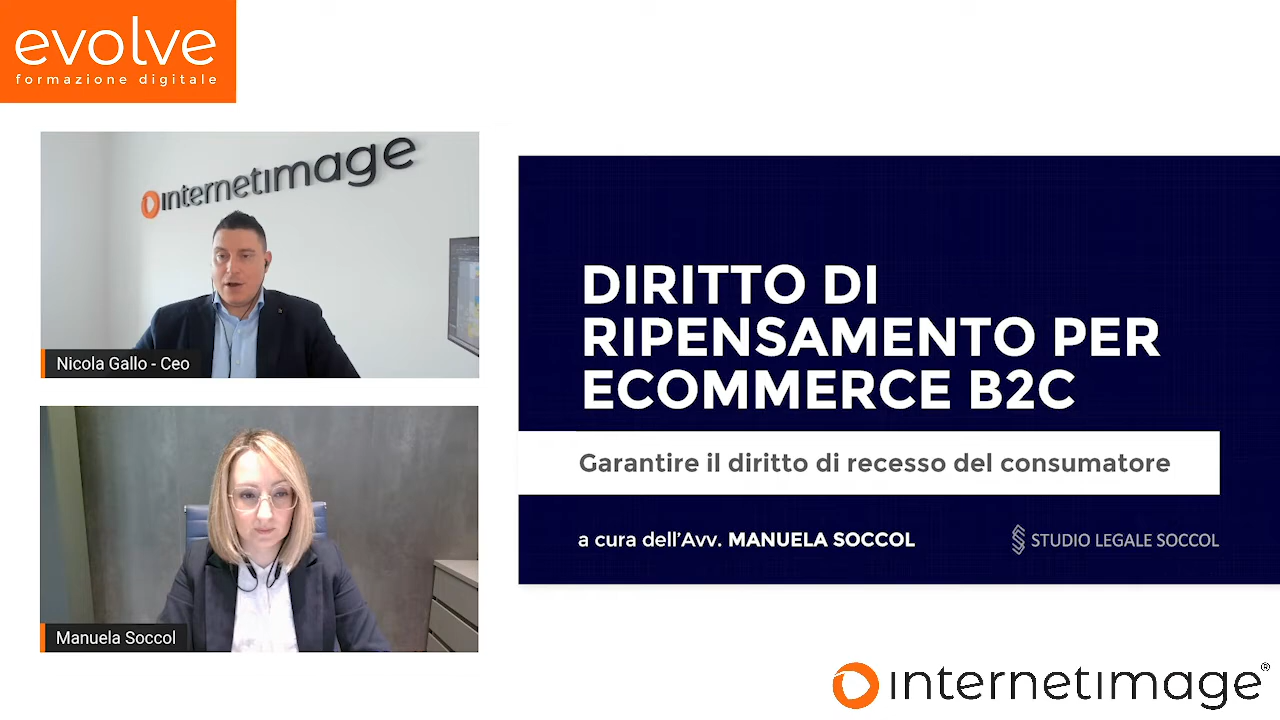 evolve
formazione digitale
internetimage
Nicola Gallo - Ceo
Manuela Soccol
DIRITTO DI
RIPENSAMENTO PER
ECOMMERCE B2C
Garantire il diritto di recesso del consumatore
a cura dell'Avv. MANUELA SOCCOL
STUDIO LEGALE SOCCOL
internetimage®